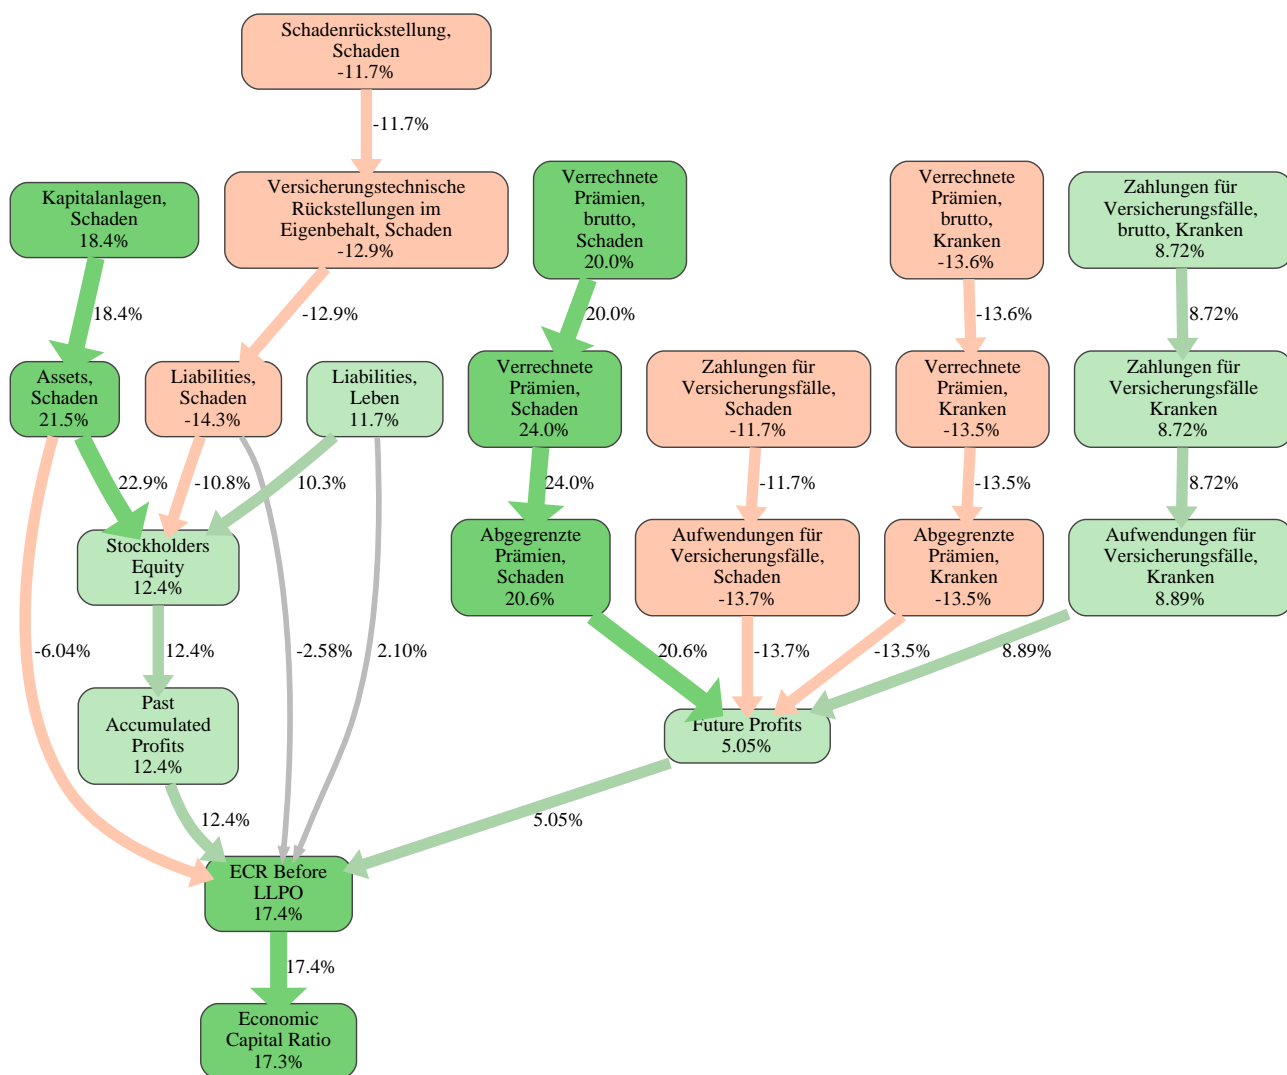 Schadenrückstellung,
Schaden
-11.7%
-11.7%
Kapitalanlagen,
Schaden
18.4%
Versicherungstechnische
Rückstellungen im
Eigenbehalt, Schaden
-12.9%
Verrechnete
Prämien,
brutto,
Schaden
20.0%
Verrechnete
Prämien,
brutto,
Kranken
-13.6%
Zahlungen für
Versicherungsfälle,
brutto, Kranken
8.72%
18.4%
-12.9%
20.0%
-13.6%
8.72%
Assets,
Schaden
21.5%
Liabilities,
Schaden
-14.3%
Liabilities,
Leben
11.7%
Verrechnete
Prämien,
Schaden
24.0%
Zahlungen für
Versicherungsfälle,
Schaden
-11.7%
Verrechnete
Prämien,
Kranken
-13.5%
Zahlungen für
Versicherungsfälle
Kranken
8.72%
22.9%
-10.8%
10.3%
24.0%
-11.7%
-13.5%
8.72%
Stockholders
Equity
12.4%
Abgegrenzte
Prämien,
Schaden
20.6%
Aufwendungen für
Versicherungsfälle,
Schaden
-13.7%
Abgegrenzte
Prämien,
Kranken
-13.5%
Aufwendungen für
Versicherungsfälle,
Kranken
8.89%
-6.04%
12.4%
-2.58%
2.10%
20.6%
-13.7%
-13.5%
8.89%
Past
Accumulated
Profits
12.4%
Future Profits
5.05%
12.4%
5.05%
ECR Before
LLPO
17.4%
17.4%
Economic
Capital Ratio
17.3%